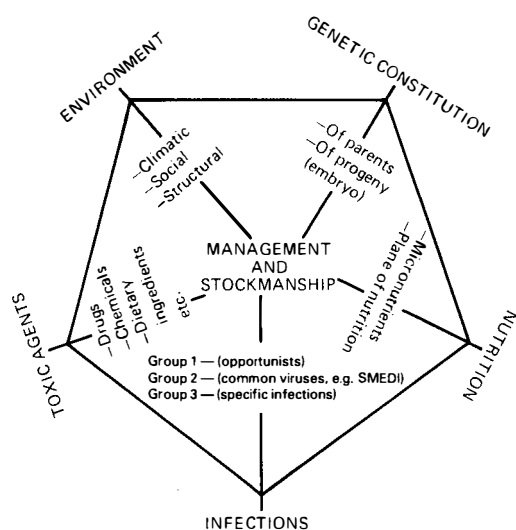 ENVIRONMENT
GENETIC CONSTITUTION
–Climatic
–Social
–Structural
–Of parents
–Of progeny
(embryo)
MANAGEMENT
AND
STOCKMANSHIP
–Micronutrients
–Plane of nutrition
NUTRITION
TOXIC AGENTS
–Drugs
–Chemicals
–Dietary
ingredients
etc.
Group 1 — (opportunists)
Group 2 — (common viruses, e.g. SMEDI)
Group 3 — (specific infections)
INFECTIONS